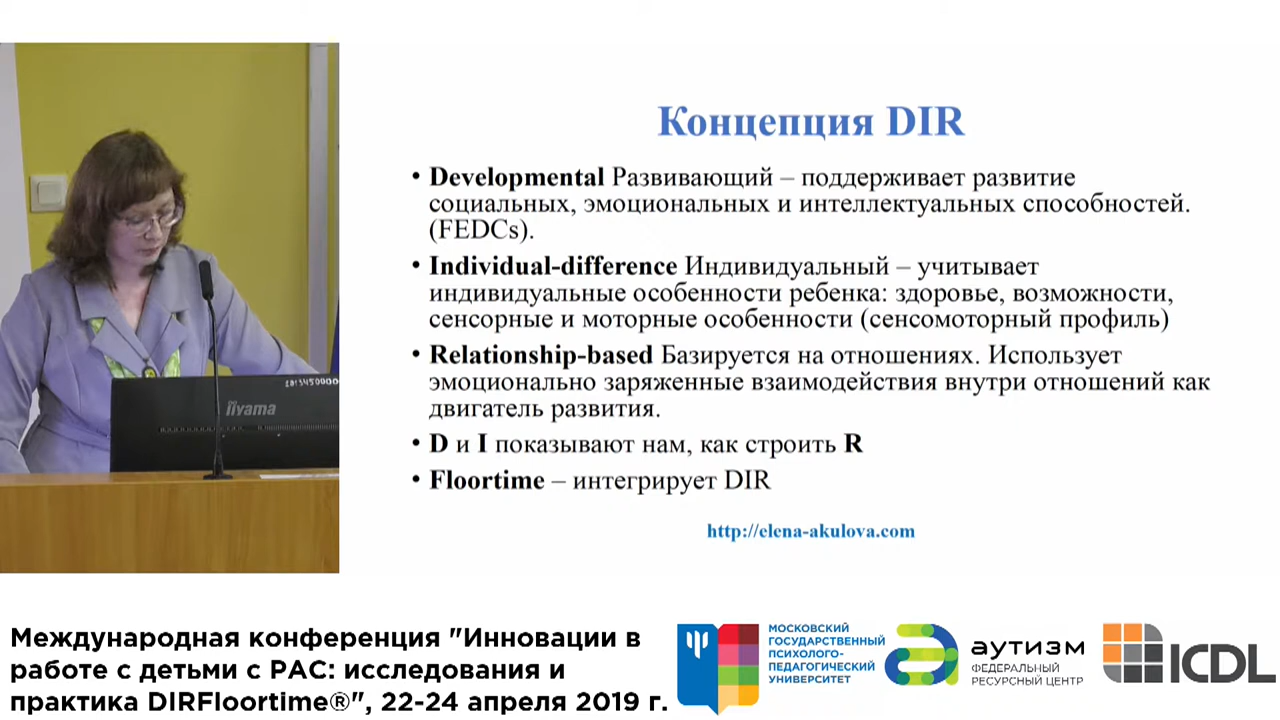 Концепция DIR
• Developmental Развивающий – поддерживает развитие
социальных, эмоциональных и интеллектуальных способностей.
(FEDCs).
• Individual-difference Индивидуальный – учитывает
индивидуальные особенности ребенка: здоровье, возможности,
сенсорные и моторные особенности (сенсомоторный профиль)
• Relationship-based Базируется на отношениях. Использует
эмоционально заряженные взаимодействия внутри отношений как
двигатель развития.
• D и I показывают нам, как строить R
• Floortime – интегрирует DIR
http://elena-akulova.com
iiyama
Международная конференция "Инновации в
работе с детьми с РАС: исследования и
практика DIRFloortime®", 22-24 апреля 2019 г.
МОСКОВСКИЙ
ГОСУДАРСТВЕННЫЙ
ПСИХОЛОГО-
ПЕДАГОГИЧЕСКИЙ
УНИВЕРСИТЕТ
аутизм
ФЕДЕРАЛЬНЫЙ
РЕСУРСНЫЙ ЦЕНТР
ICDL